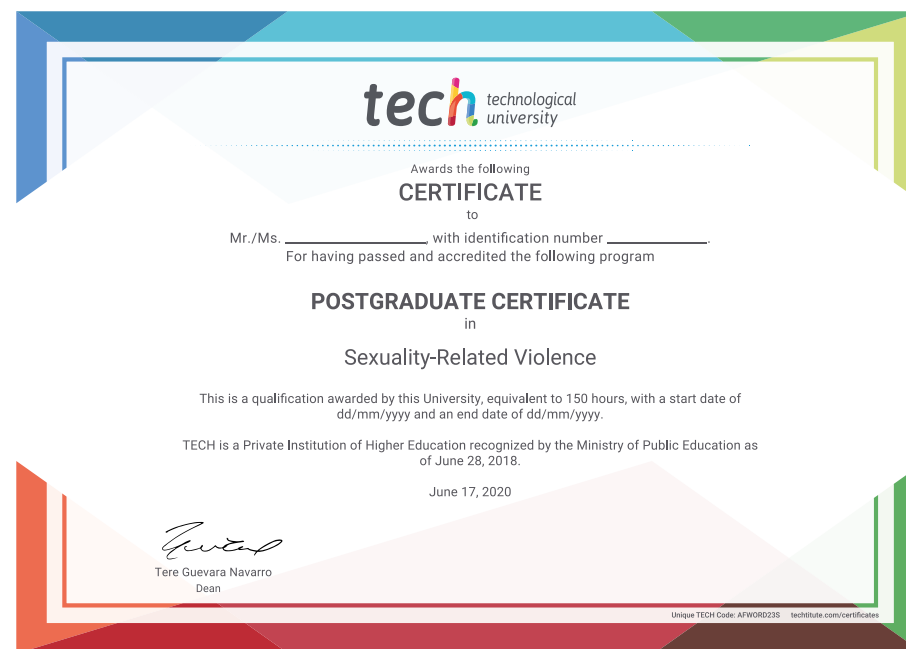 tech technological
university
Awards the following
CERTIFICATE
to
Mr./Ms. ____________, with identification number ____________.
For having passed and accredited the following program
POSTGRADUATE CERTIFICATE
in
Sexuality-Related Violence
This is a qualification awarded by this University, equivalent to 150 hours, with a start date of
dd/mm/yyyy and an end date of dd/mm/yyyy.
TECH is a Private Institution of Higher Education recognized by the Ministry of Public Education as
of June 28, 2018.
June 17, 2020
Tere Guevara Navarro
Dean
Unique TECH Code: AFWORD23S techtitute.com/certificates